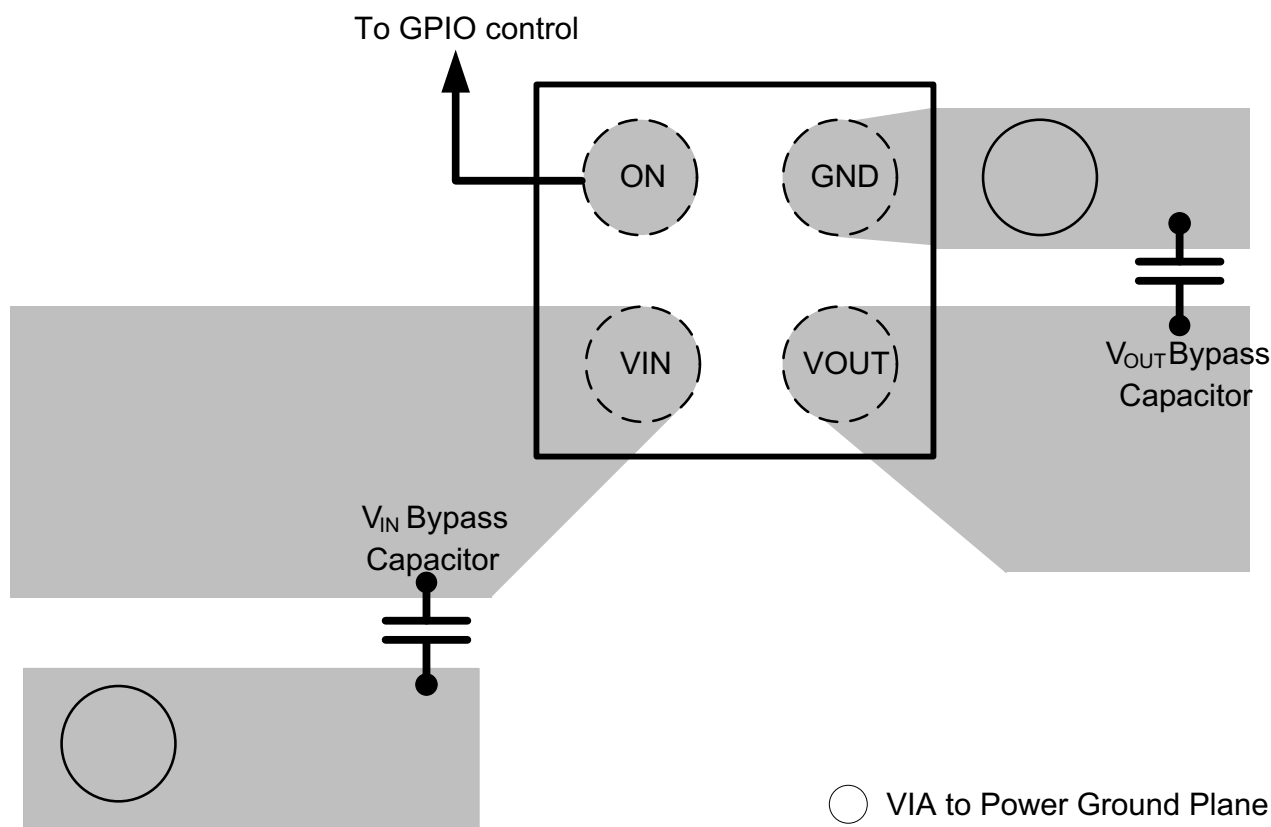 To GPIO control
ON
GND
VIN
VOUT
VOUT Bypass
Capacitor
VIN Bypass
Capacitor
VIA to Power Ground Plane